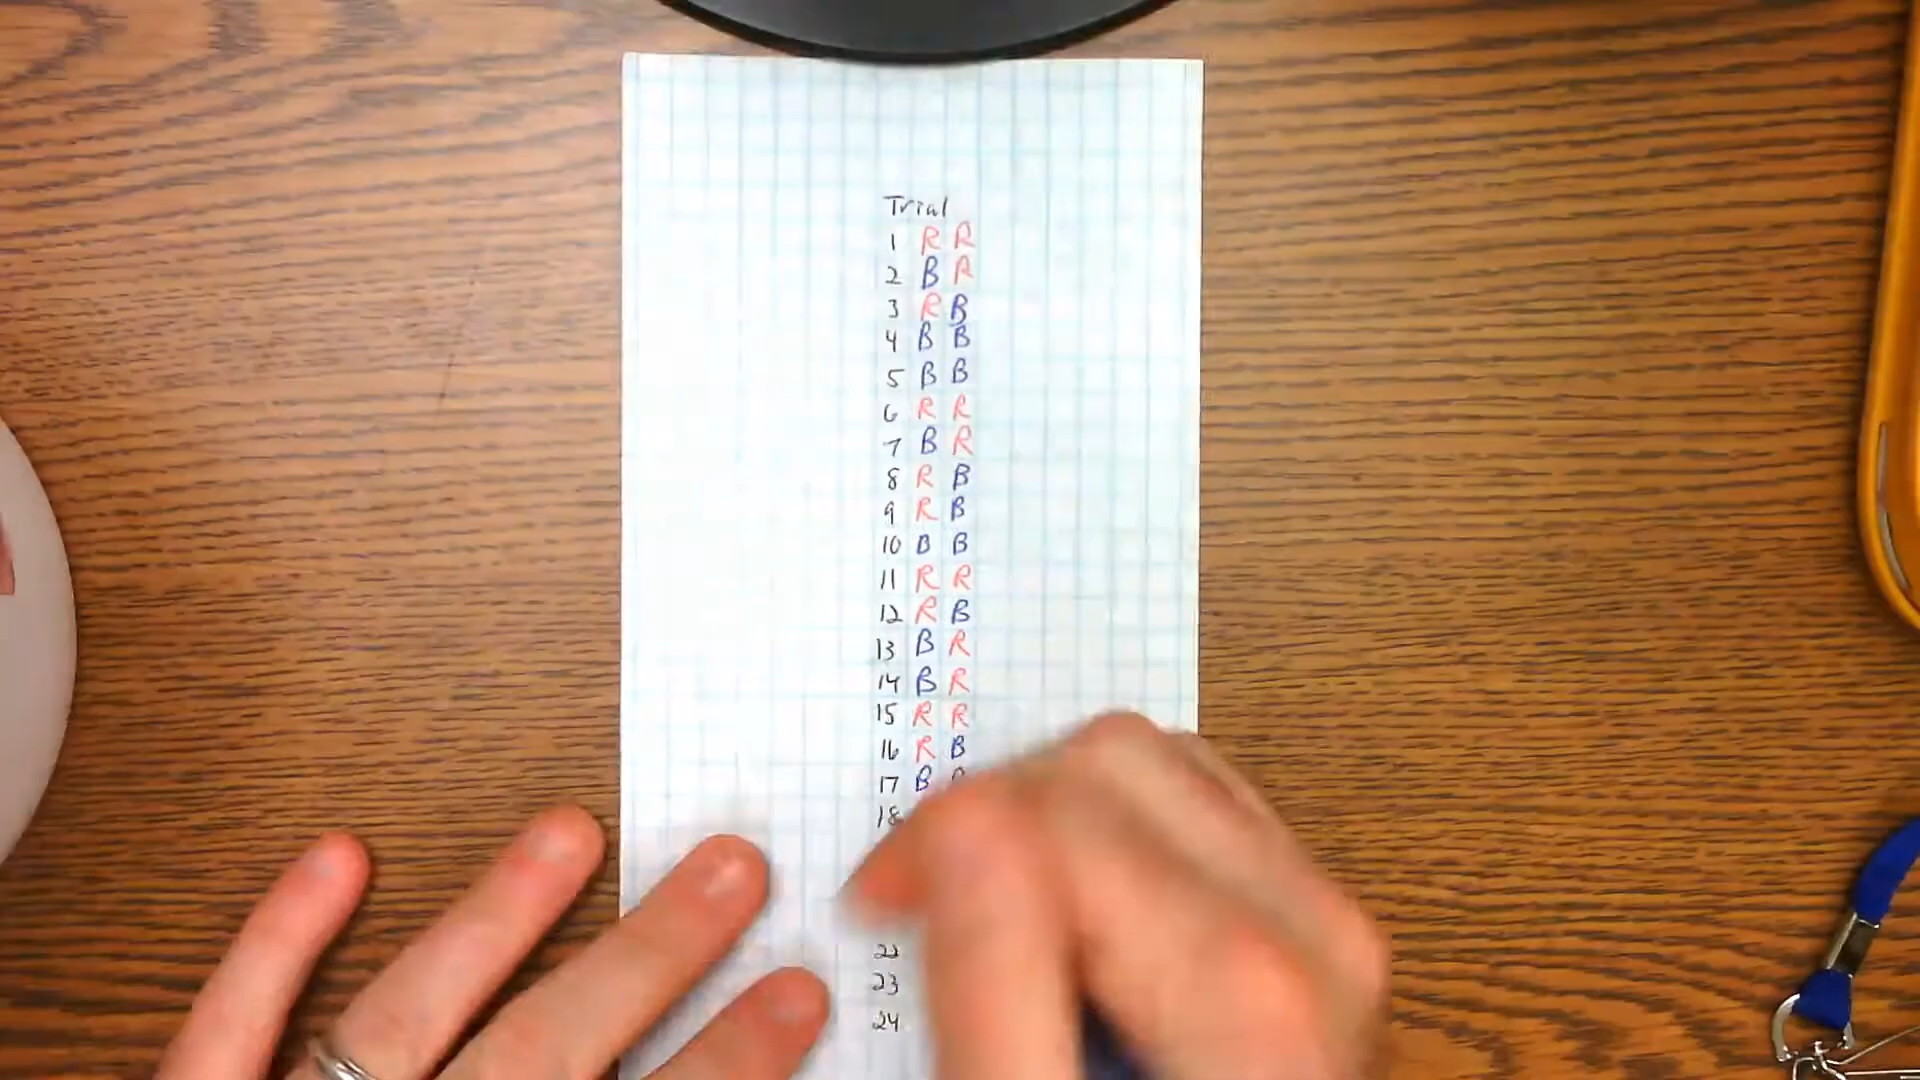 Trial
1 R R
2 B R
3 R B
4 B B
5 B B
6 R R
7 B R
8 R B
9 R B
10 B B
11 R R
12 R B
13 B R
14 B R
15 R R
16 R B
17 B
18
22
23
24